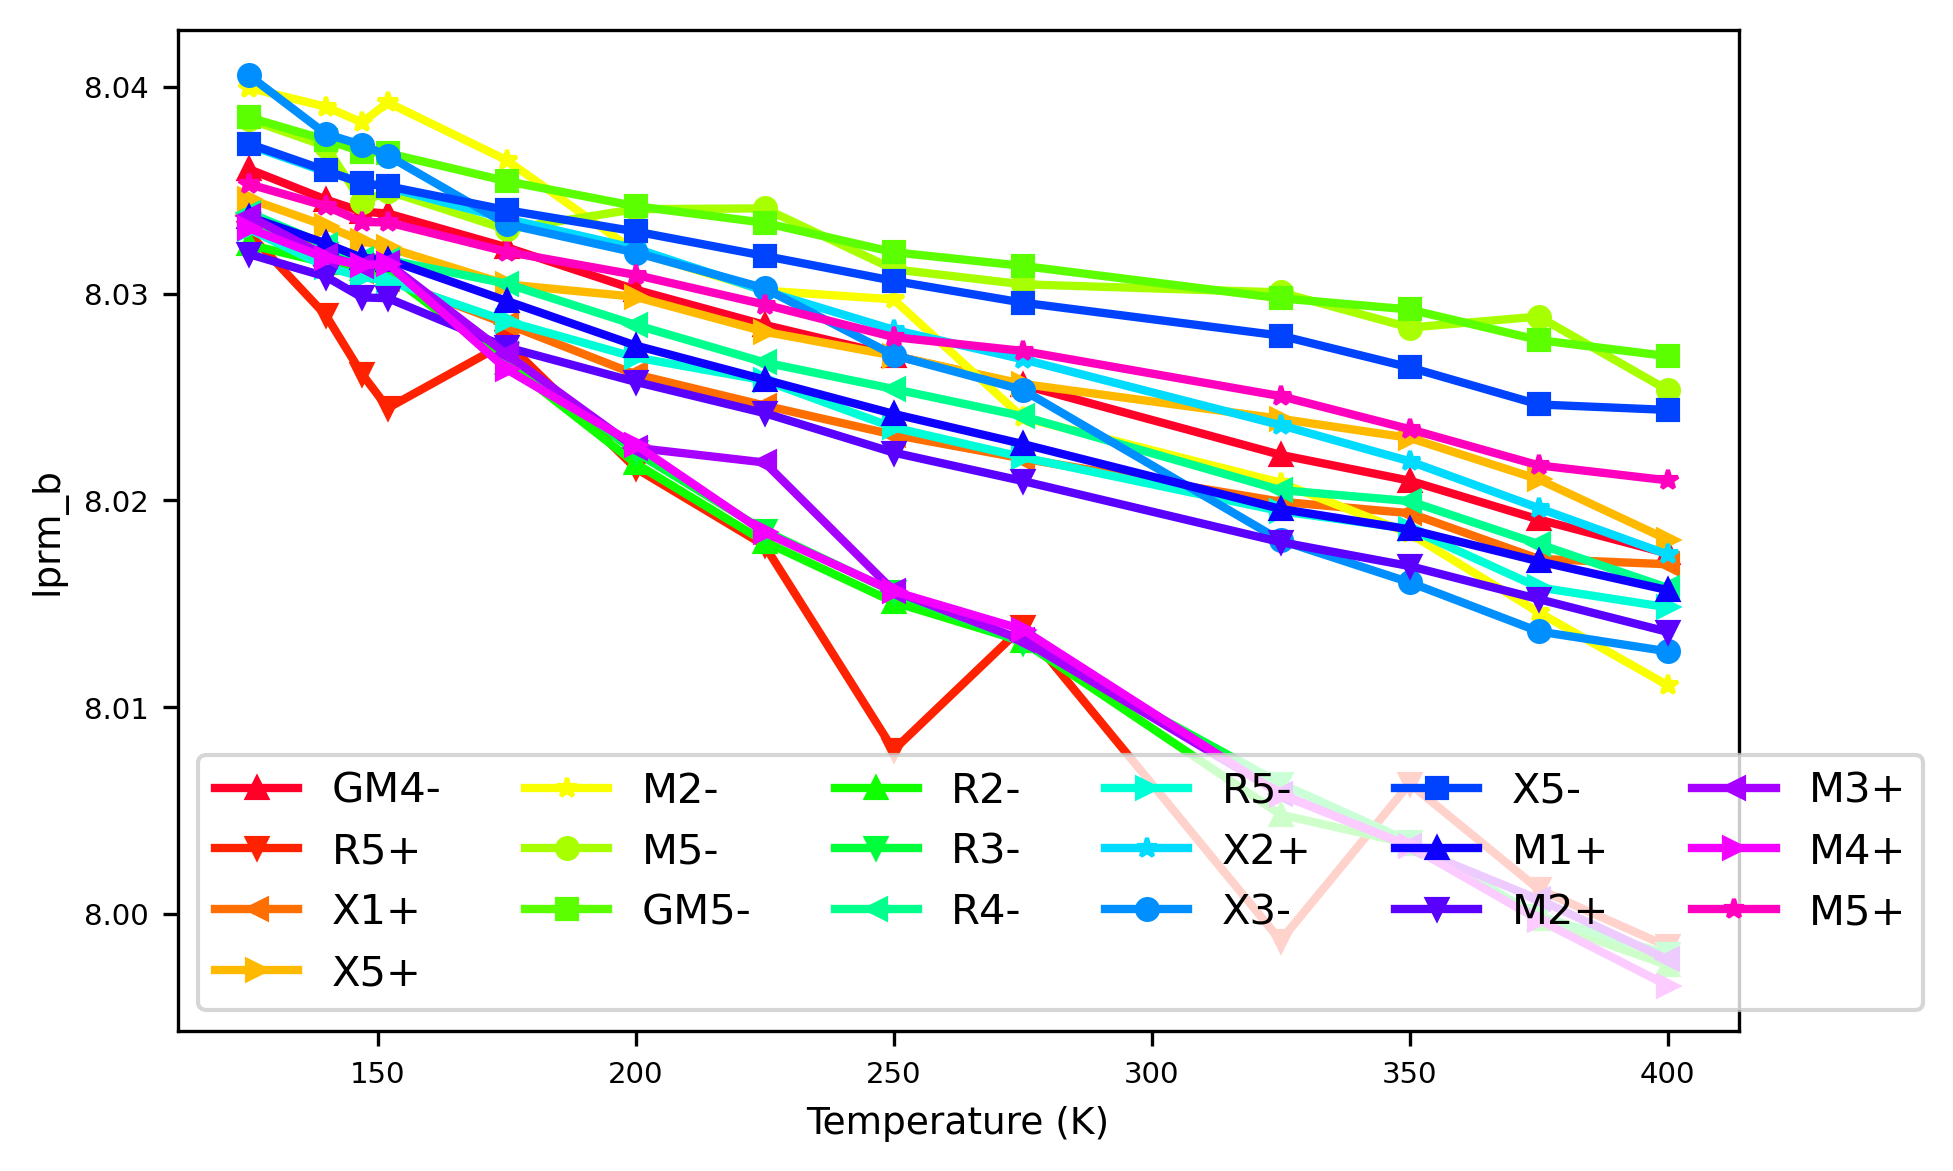 8.04
8.03
8.02
8.01
8.00
lprm_b
GM4- M2- R2- R5- X5- M3+
R5+ M5- R3- X2+ M1+ M4+
X1+ GM5- R4- X3- M2+ M5+
X5+
150 200 250 300 350 400
Temperature (K)